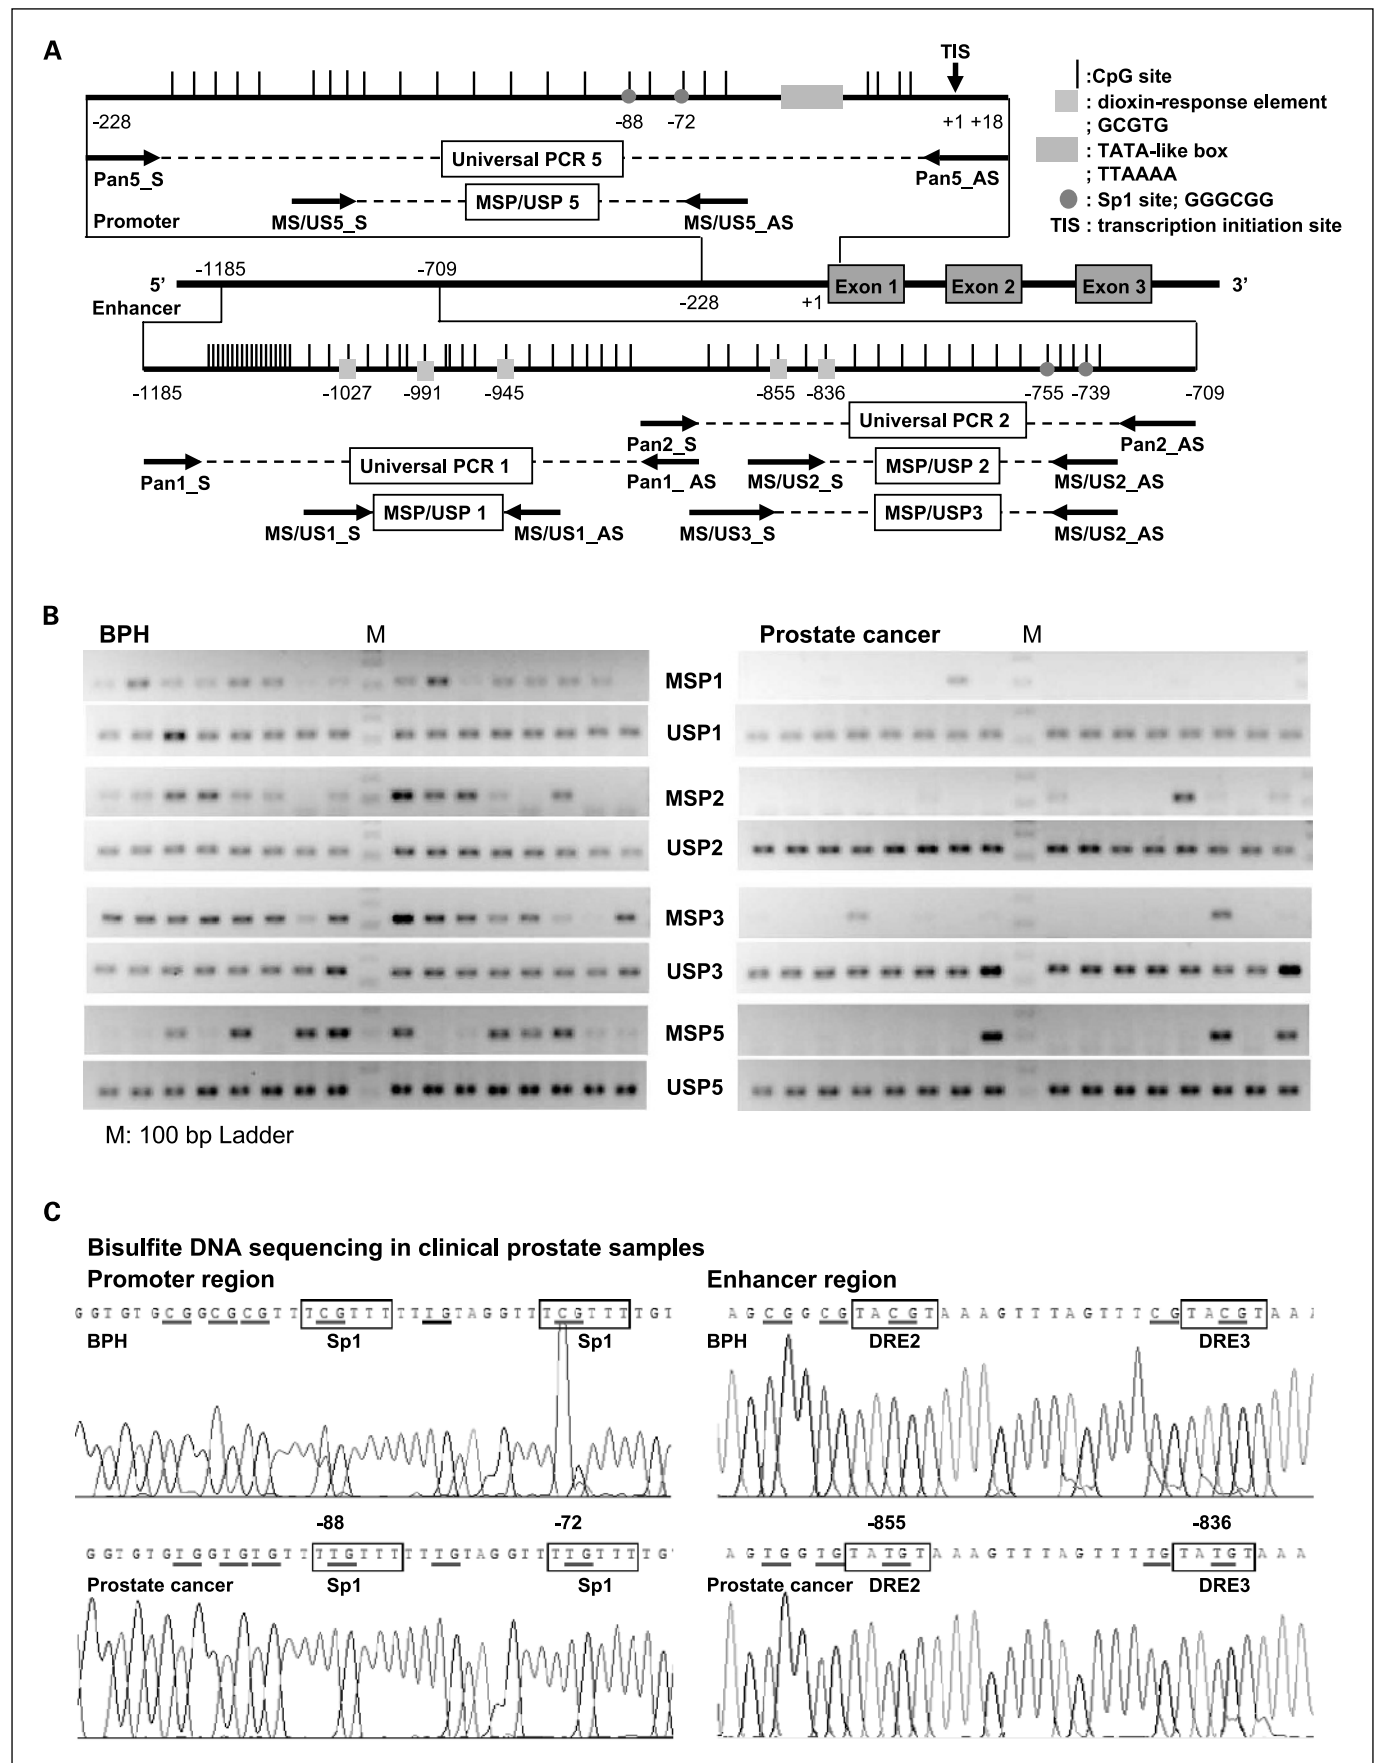 A
TIS
:CpG site
: dioxin-response element
; GCGTG
: TATA-like box
; TTAAAA
: Sp1 site; GGGCGG
TIS : transcription initiation site
-228
-88
-72
+1 +18
Universal PCR 5
Pan5_S
Pan5_AS
MSP/USP 5
MS/US5_S
MS/US5_AS
Promoter
-1185
-709
5’
Exon 1
Exon 2
Exon 3
3’
Enhancer
-228
+1
-1185
-1027
-991
-945
-855
-836
-755
-739
-709
Universal PCR 2
Pan2_S
Pan2_AS
Universal PCR 1
MSP/USP 2
Pan1_S
Pan1_ AS
MS/US2_S
MS/US2_AS
MSP/USP 1
MSP/USP3
MS/US1_S
MS/US1_AS
MS/US3_S
MS/US2_AS
B
BPH
M
Prostate cancer
M
MSP1
USP1
MSP2
USP2
MSP3
USP3
MSP5
USP5
M: 100 bp Ladder
C
Bisulfite DNA sequencing in clinical prostate samples
Promoter region
Enhancer region
G G T G T G C G G C G C G T T T C G T T T T T T G T A G G T T T C G T T T T G T
A G C G G C G T A C G T A A A G T T T A G T T T C G T A C G T A A A
BPH
Sp1
Sp1
BPH
DRE2
DRE3
-88
-72
-855
-836
G G T G T G T G G T G T G T T T T G T T T T T T G T A G G T T T T G T T T T G
A G T G G T G T A T G T A A A G T T T A G T T T T G T A T G T A A A
Prostate cancer
Sp1
Sp1
Prostate cancer
DRE2
DRE3